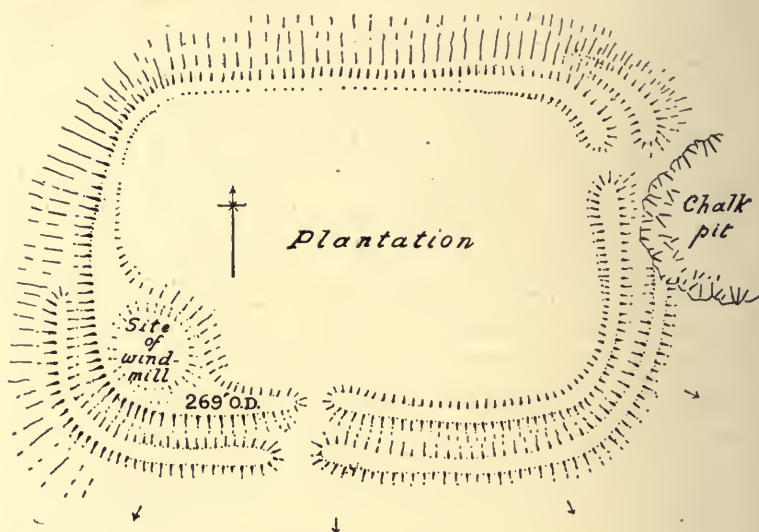 Chalk
pit
Plantation
Site
of
wind-
mill
269 O.D.